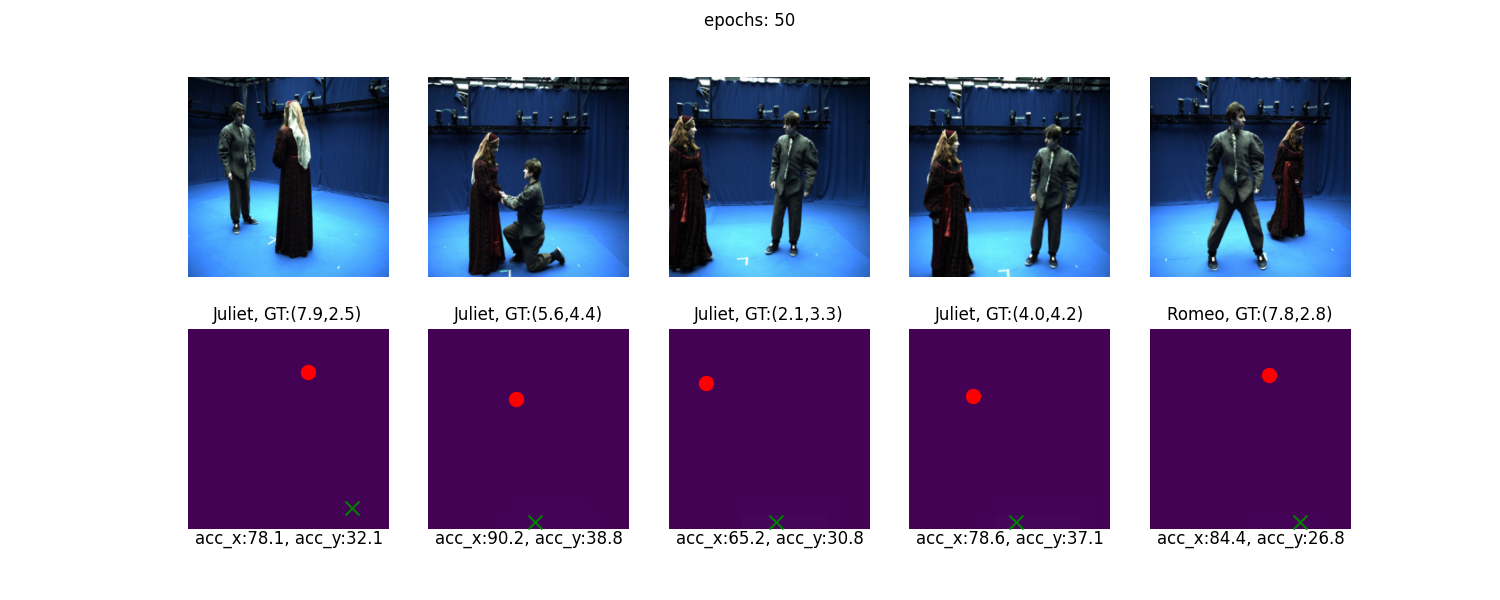 epochs: 50
Juliet, GT:(7.9,2.5)
Juliet, GT:(5.6,4.4)
Juliet, GT:(2.1,3.3)
Juliet, GT:(4.0,4.2)
Romeo, GT:(7.8,2.8)
acc_x:78.1, acc_y:32.1
acc_x:90.2, acc_y:38.8
acc_x:65.2, acc_y:30.8
acc_x:78.6, acc_y:37.1
acc_x:84.4, acc_y:26.8